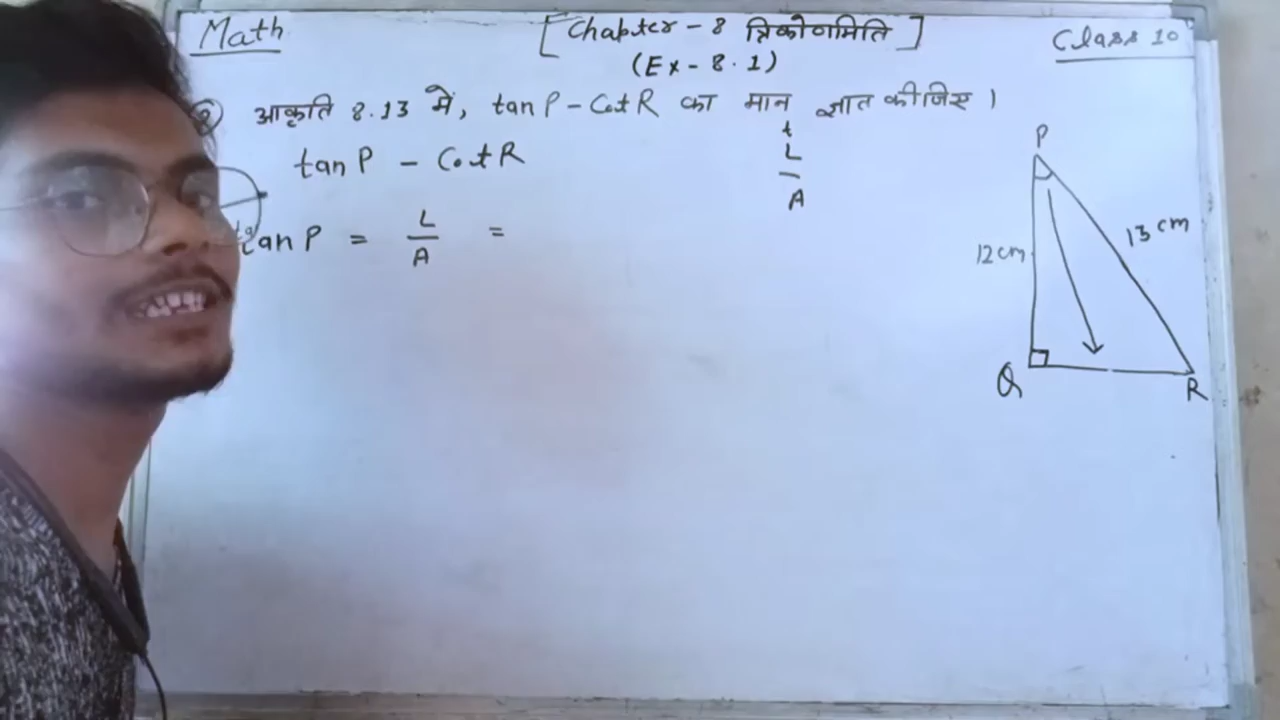 Math
[Chapter - 8 त्रिकोणमिति]
Class 10
(Ex - 8.1)
आकृति 8.13 में, tan P - Cot R का मान ज्ञात कीजिए ।
tan P - Cot R
t
L
A
tan P = L/A =
P
12 cm
13 cm
Q
R